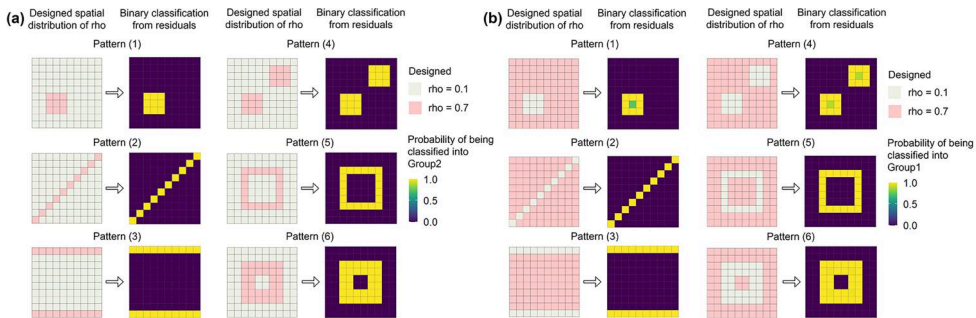 (a)
Designed spatial
distribution of rho
Binary classification
from residuals
Designed spatial
distribution of rho
Binary classification
from residuals
Pattern (1)
Pattern (4)
Designed
rho = 0.1
rho = 0.7
Pattern (2)
Pattern (5)
Probability of being
classified into
Group2
1.0
0.5
0.0
Pattern (3)
Pattern (6)
(b)
Designed spatial
distribution of rho
Binary classification
from residuals
Designed spatial
distribution of rho
Binary classification
from residuals
Pattern (1)
Pattern (4)
Designed
rho = 0.1
rho = 0.7
Pattern (2)
Pattern (5)
Probability of being
classified into
Group1
1.0
0.5
0.0
Pattern (3)
Pattern (6)